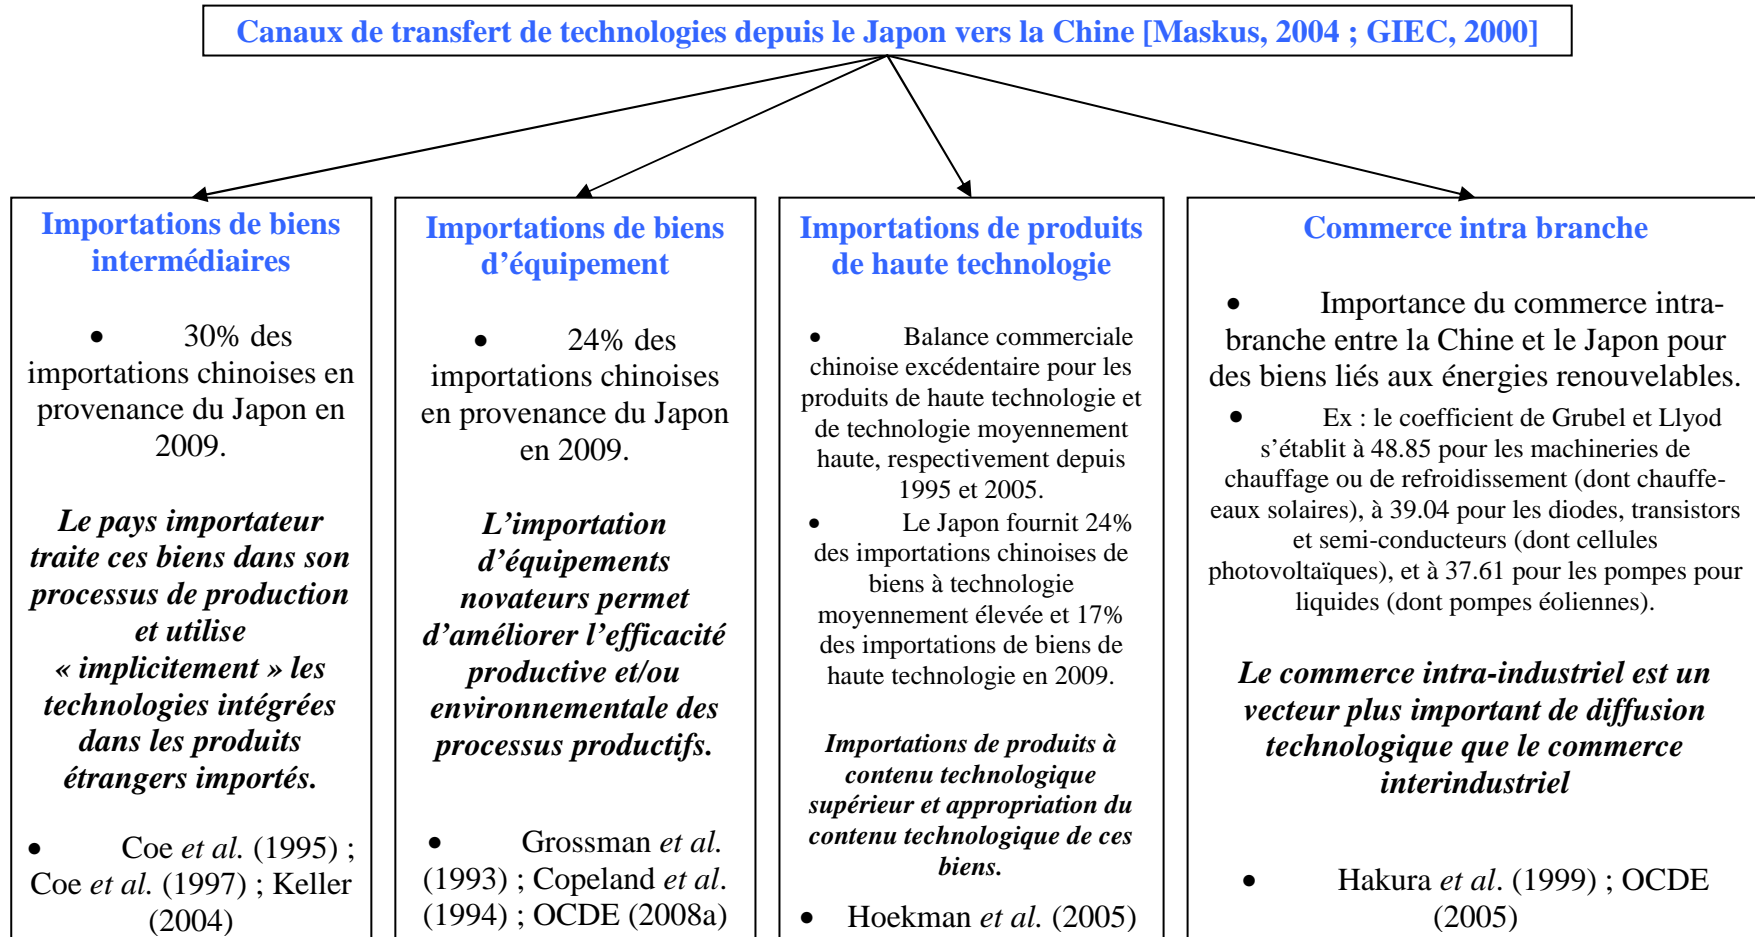 Canaux de transfert de technologies depuis le Japon vers la Chine [Maskus, 2004 ; GIEC, 2000]
Importations de biens
intermédiaires
• 30% des
importations chinoises en
provenance du Japon en
2009.
Le pays importateur
traite ces biens dans son
processus de production
et utilise
« implicitement » les
technologies intégrées
dans les produits
étrangers importés.
• Coe et al. (1995) ;
Coe et al. (1997) ; Keller
(2004)
Importations de biens
d’équipement
• 24% des
importations chinoises
en provenance du Japon
en 2009.
L’importation
d’équipements
novateurs permet
d’améliorer l’efficacité
productive et/ou
environnementale des
processus productifs.
• Grossman et al.
(1993) ; Copeland et al.
(1994) ; OCDE (2008a)
Importations de produits
de haute technologie
• Balance commerciale
chinoise excédentaire pour les
produits de haute technologie et
de technologie moyennement
haute, respectivement depuis
1995 et 2005.
• Le Japon fournit 24%
des importations chinoises de
biens à technologie
moyennement élevée et 17%
des importations de biens de
haute technologie en 2009.
Importations de produits à
contenu technologique
supérieur et appropriation du
contenu technologique de ces
biens.
• Hoekman et al. (2005)
Commerce intra branche
• Importance du commerce intra-
branche entre la Chine et le Japon pour
des biens liés aux énergies renouvelables.
• Ex : le coefficient de Grubel et Llyod
s’établit à 48.85 pour les machineries de
chauffage ou de refroidissement (dont chauffe-
eaux solaires), à 39.04 pour les diodes, transistors
et semi-conducteurs (dont cellules
photovoltaïques), et à 37.61 pour les pompes pour
liquides (dont pompes éoliennes).
Le commerce intra-industriel est un
vecteur plus important de diffusion
technologique que le commerce
interindustriel
• Hakura et al. (1999) ; OCDE
(2005)